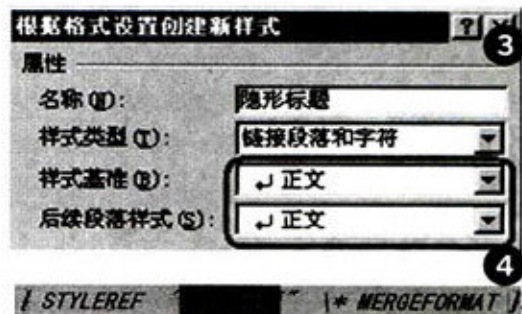 根据格式设置创建新样式
?
3
属性
名称(N): 隐形标题
样式类型(T): 链接段落和字符
样式基准(B): ↵ 正文
后续段落样式(S): ↵ 正文
4
{ STYLEREF " " \* MERGEFORMAT }